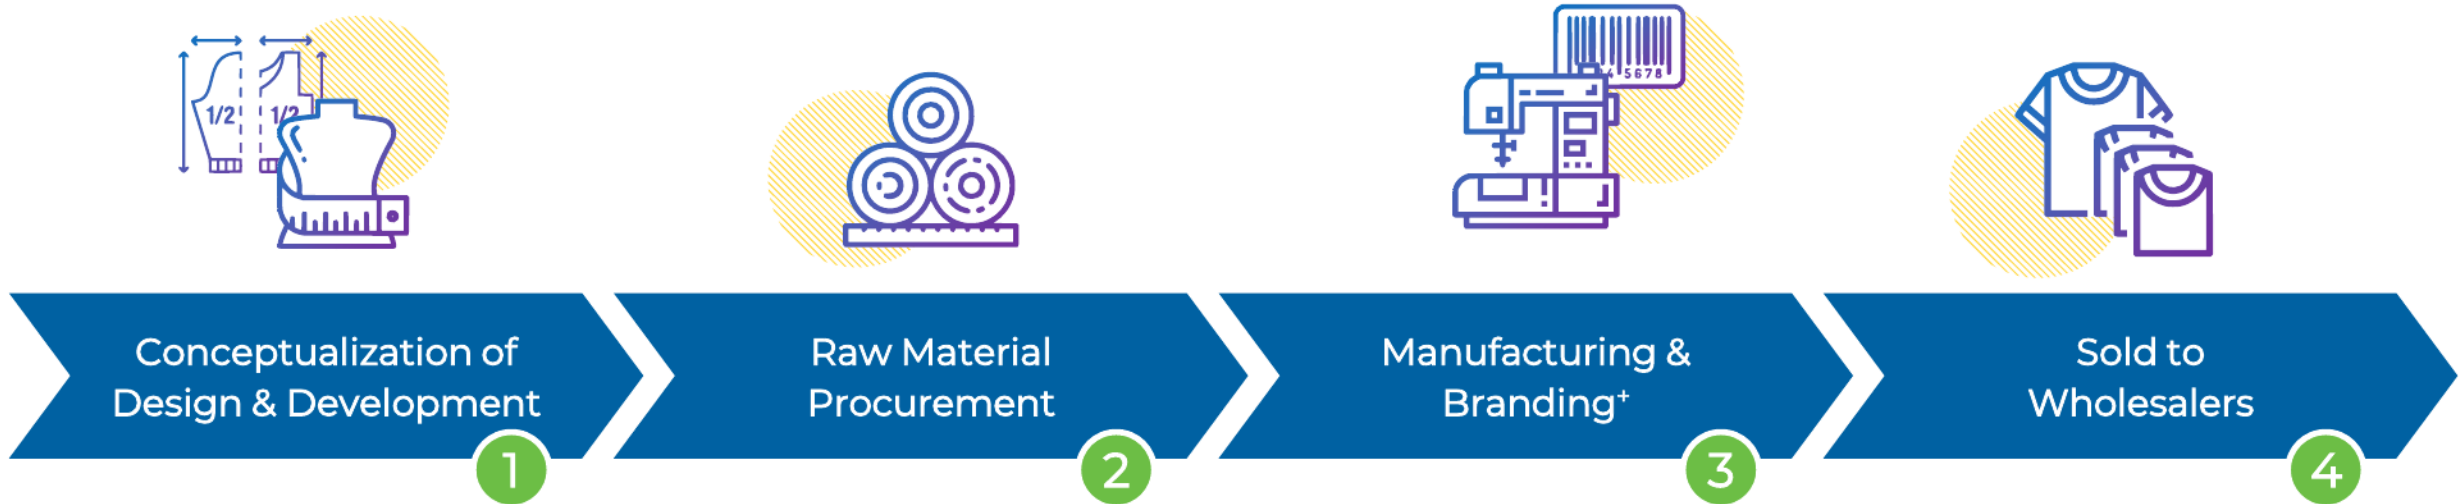 1/2
1/2
4 5678
Conceptualization of
Design & Development
1
Raw Material
Procurement
2
Manufacturing &
Branding+
3
Sold to
Wholesalers
4